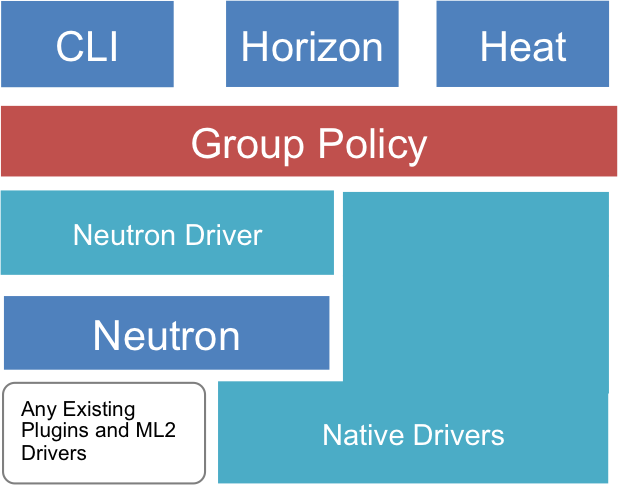 CLI
Horizon
Heat
Group Policy
Neutron Driver
Neutron
Any Existing
Plugins and ML2
Drivers
Native Drivers